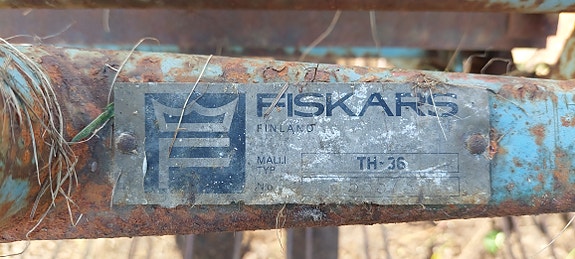 FISKARS
FINLAND
MALLI TH-36
TYP
No